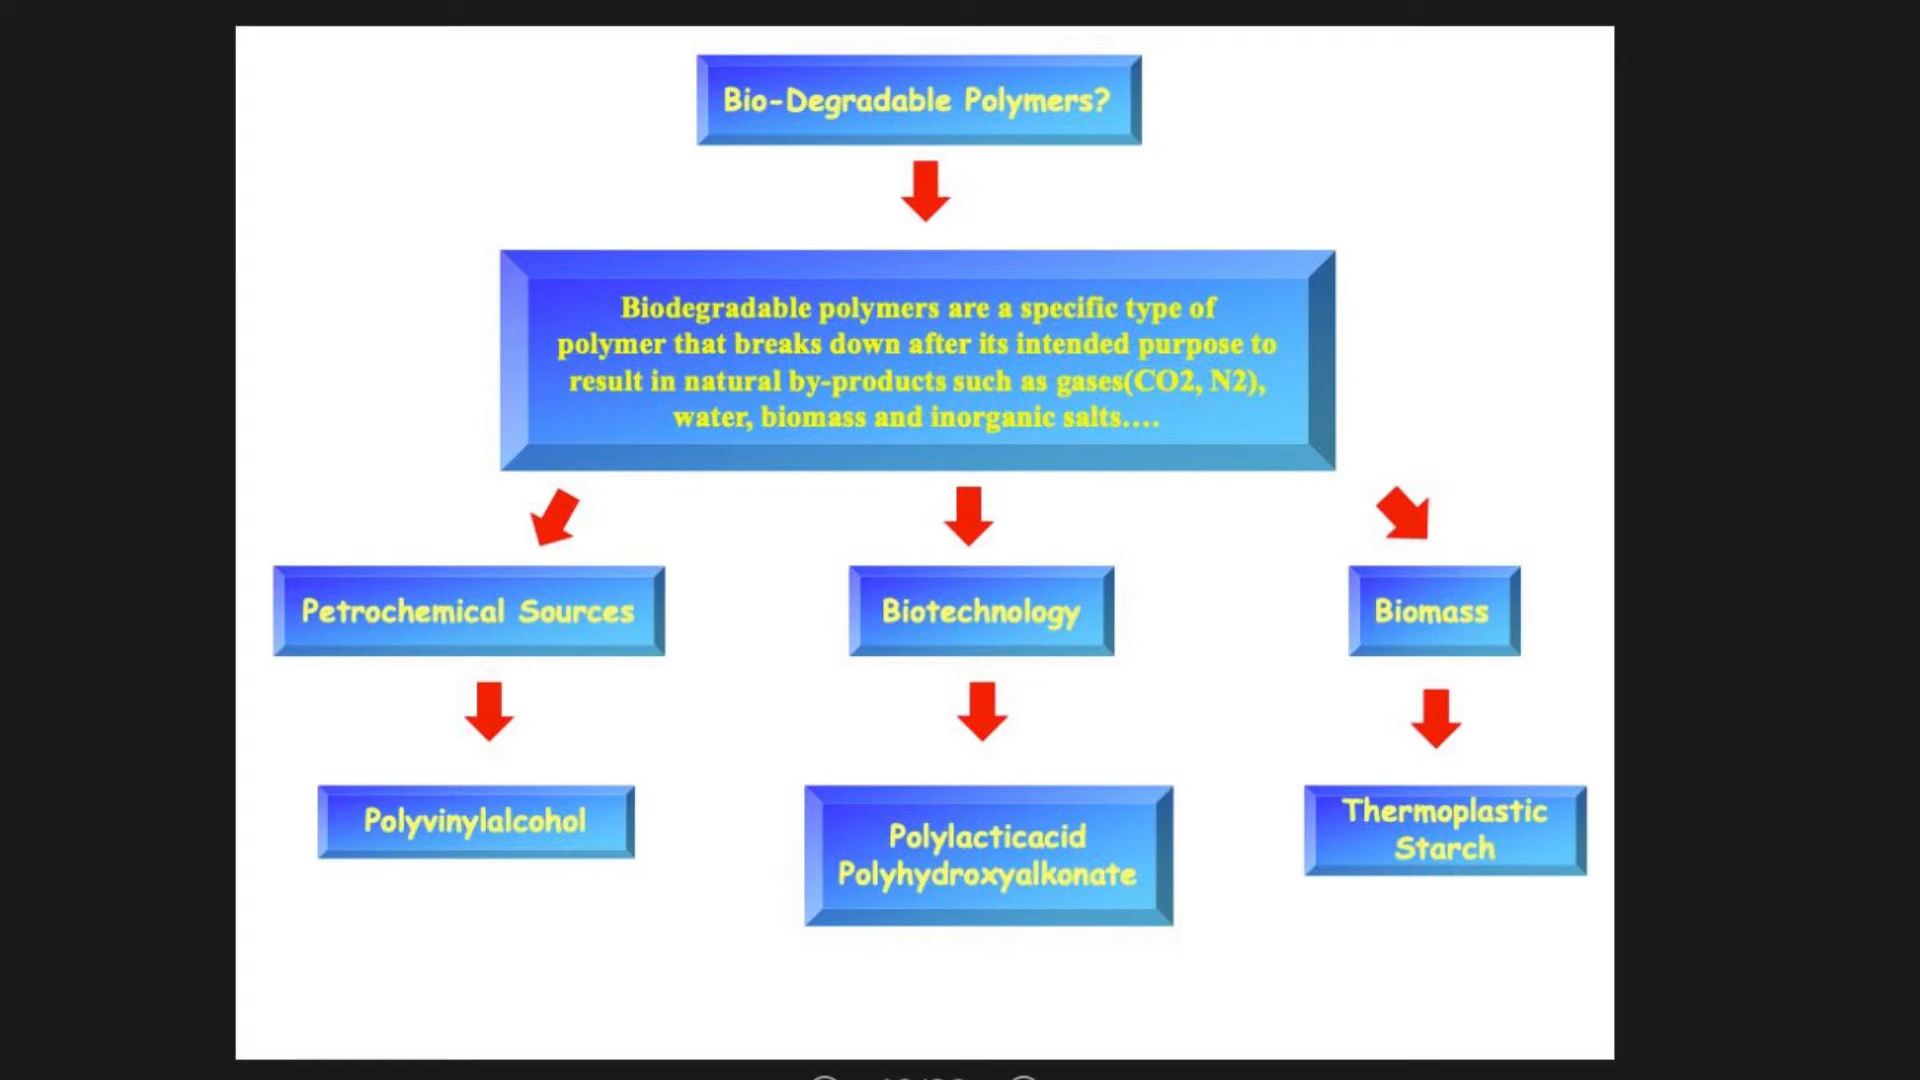 Bio-Degradable Polymers?
Biodegradable polymers are a specific type of
polymer that breaks down after its intended purpose to
result in natural by-products such as gases(CO2, N2),
water, biomass and inorganic salts....
Petrochemical Sources
Biotechnology
Biomass
Polyvinylalcohol
Polylacticacid
Polyhydroxyalkonate
Thermoplastic
Starch